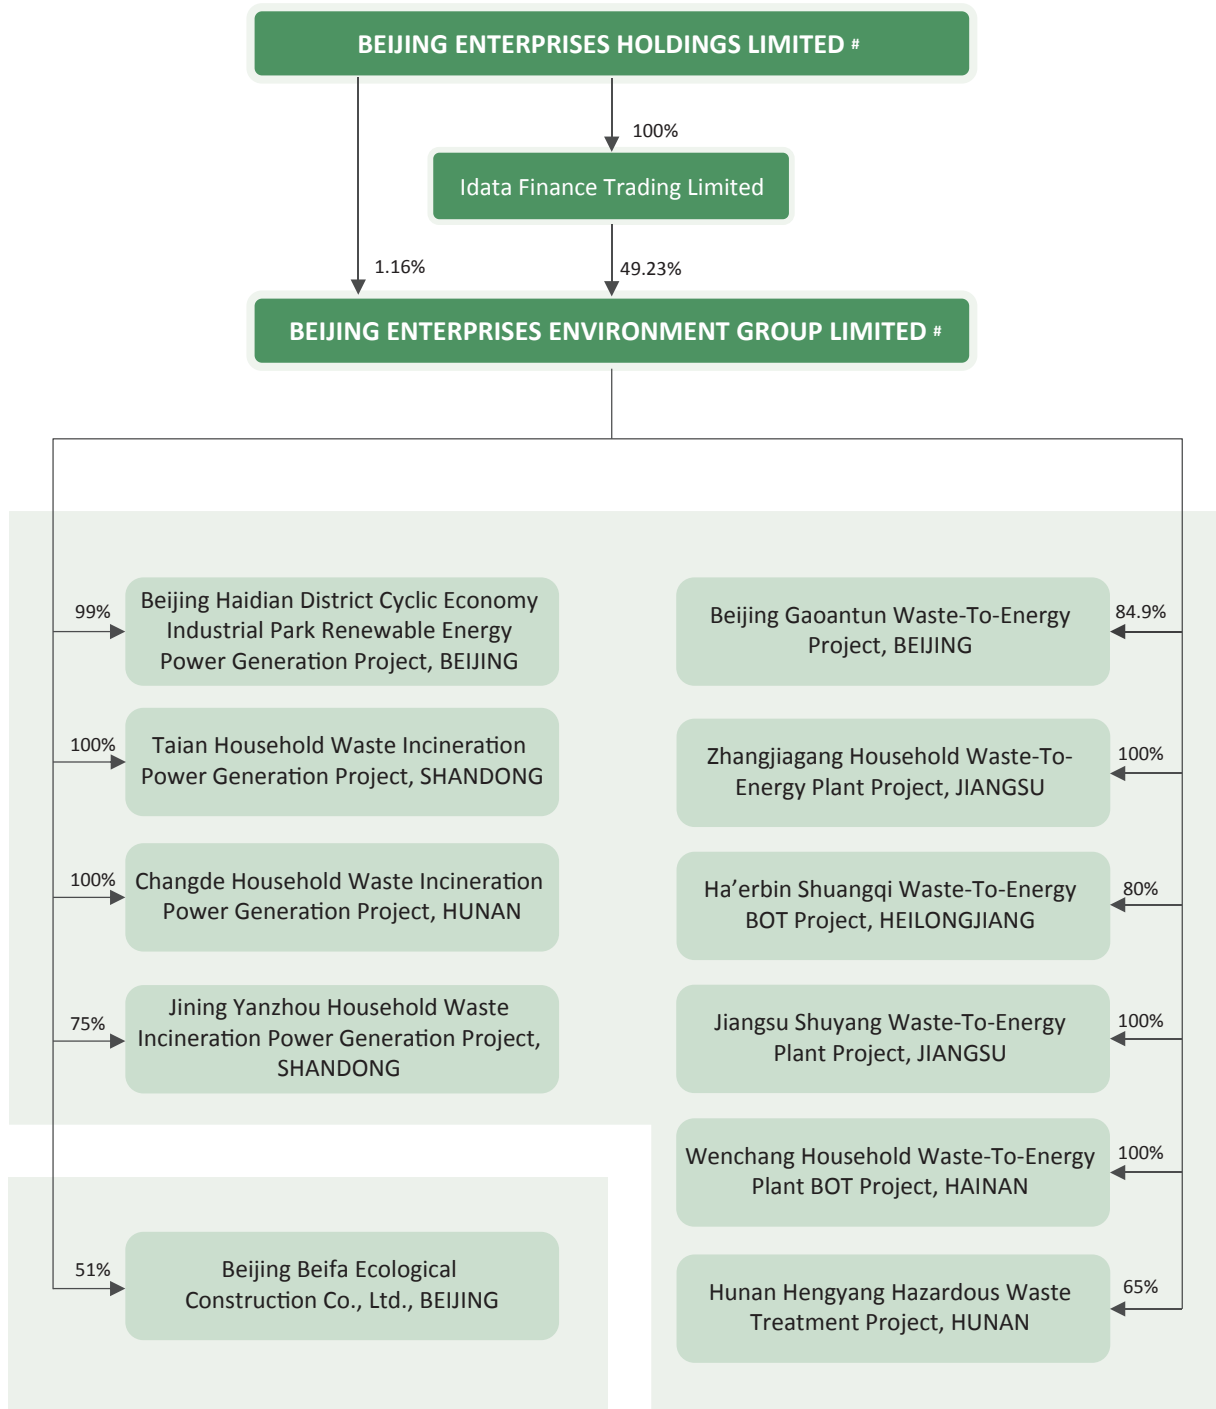 BEIJING ENTERPRISES HOLDINGS LIMITED #
100%
Idata Finance Trading Limited
1.16%
49.23%
BEIJING ENTERPRISES ENVIRONMENT GROUP LIMITED #
99%
Beijing Haidian District Cyclic Economy
Industrial Park Renewable Energy
Power Generation Project, BEIJING
100%
Taian Household Waste Incineration
Power Generation Project, SHANDONG
100%
Changde Household Waste Incineration
Power Generation Project, HUNAN
75%
Jining Yanzhou Household Waste
Incineration Power Generation Project,
SHANDONG
51%
Beijing Beifa Ecological
Construction Co., Ltd., BEIJING
Beijing Gaoantun Waste-To-Energy
Project, BEIJING
84.9%
Zhangjiagang Household Waste-To-
Energy Plant Project, JIANGSU
100%
Ha’erbin Shuangqi Waste-To-Energy
BOT Project, HEILONGJIANG
80%
Jiangsu Shuyang Waste-To-Energy
Plant Project, JIANGSU
100%
Wenchang Household Waste-To-Energy
Plant BOT Project, HAINAN
100%
Hunan Hengyang Hazardous Waste
Treatment Project, HUNAN
65%